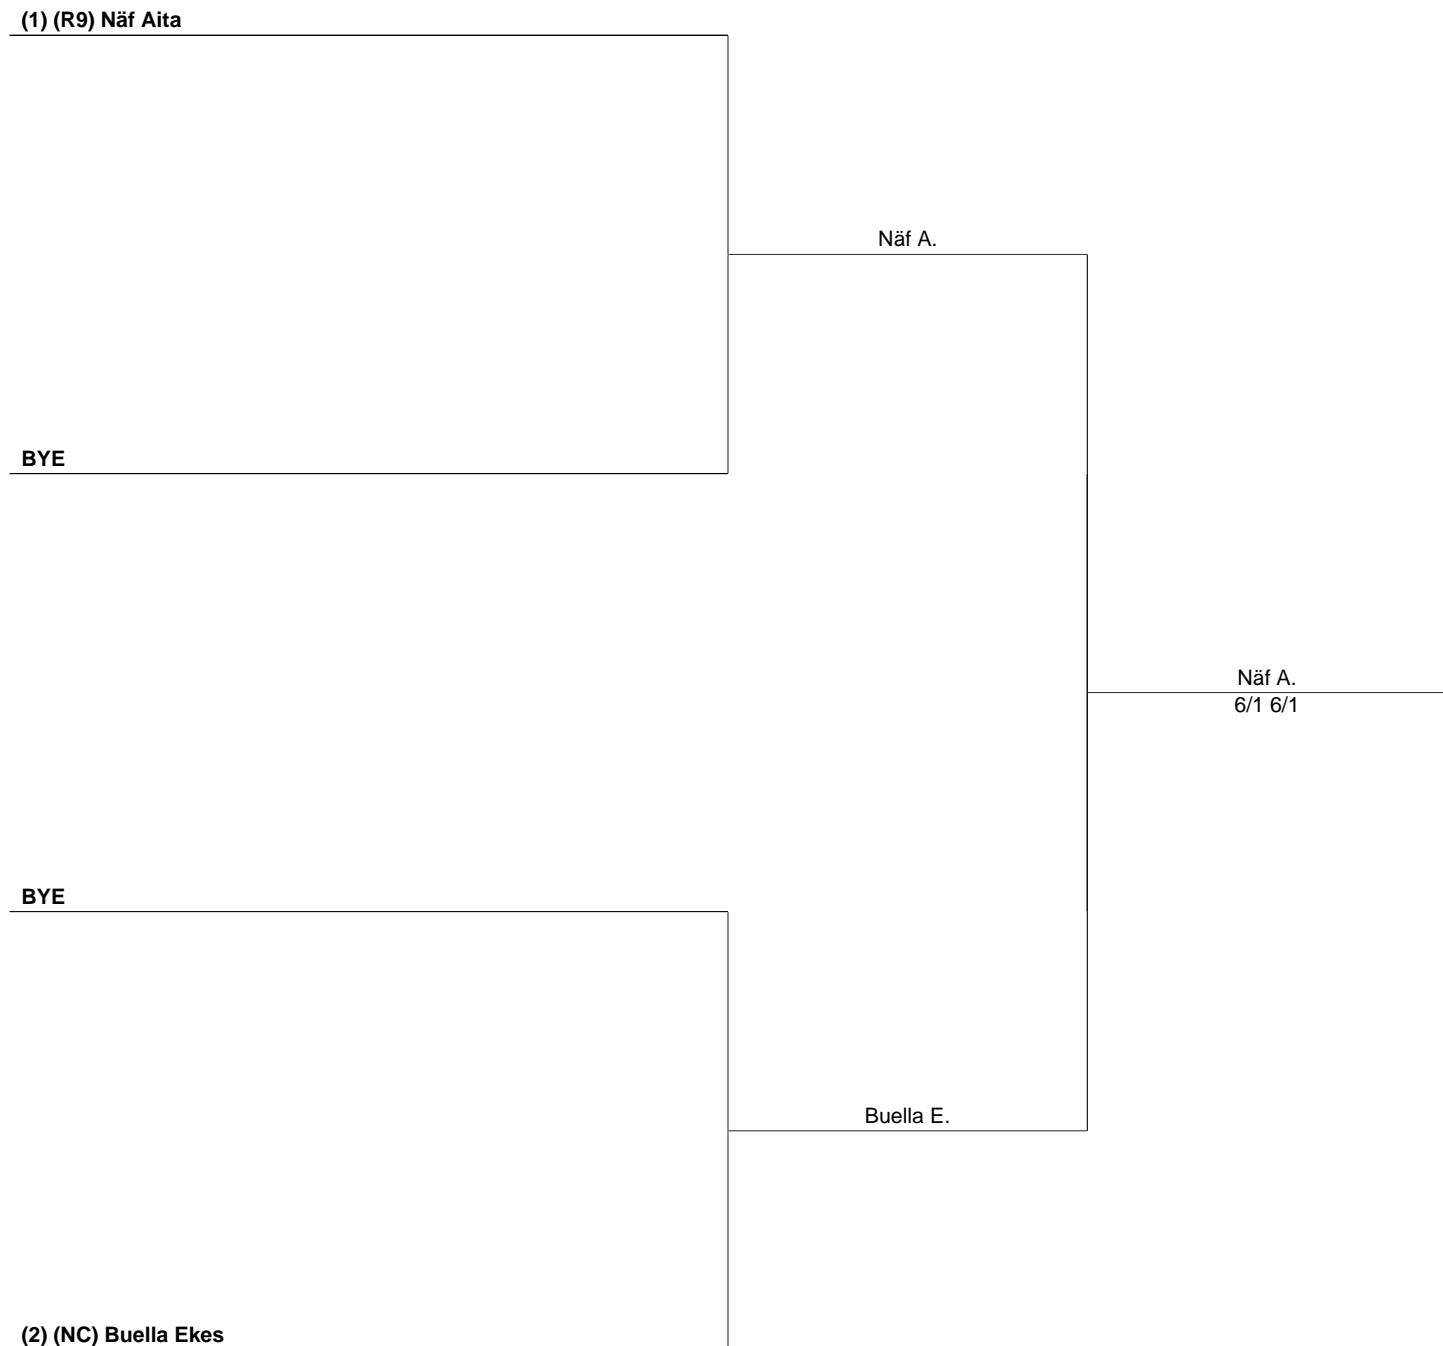 (1) (R9) Näf Aita
Näf A.
BYE
Näf A.
6/1 6/1
BYE
Buella E.
(2) (NC) Buella Ekes